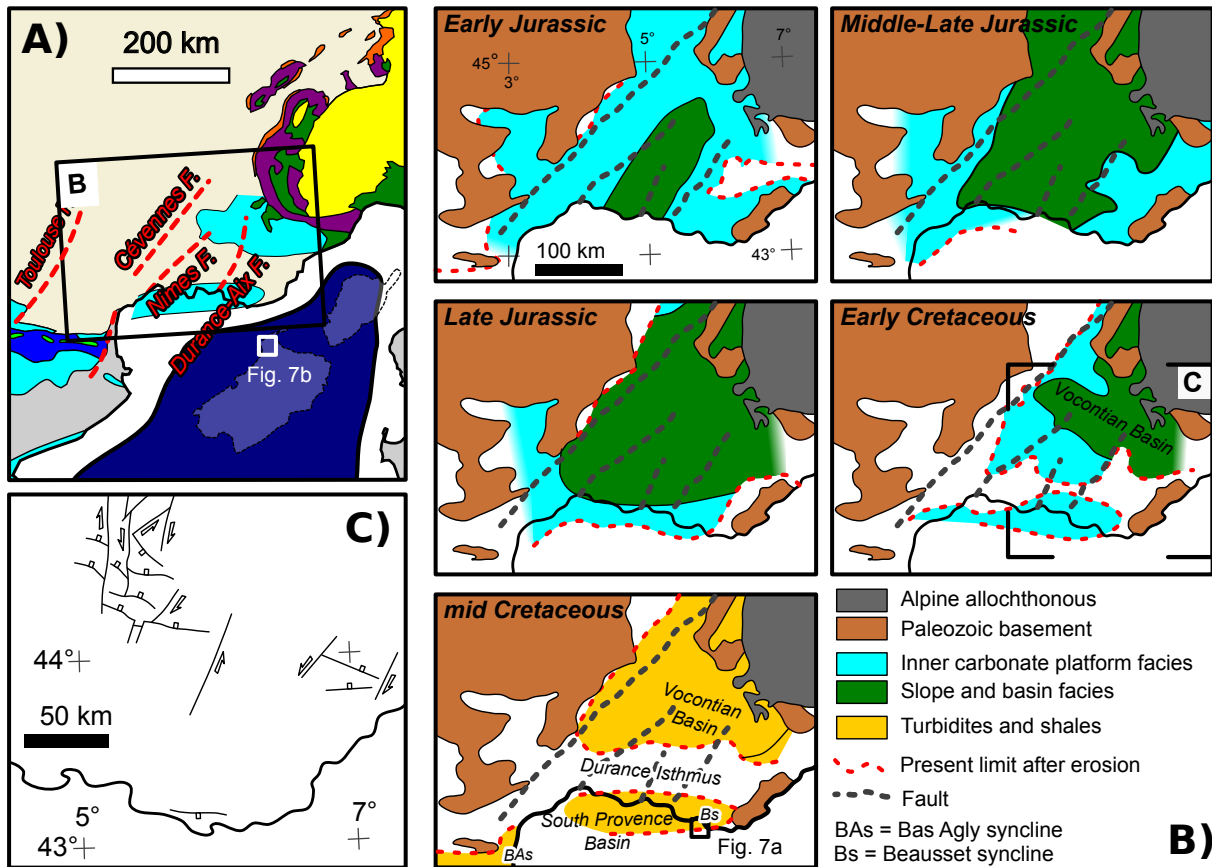 A)
200 km
B
Toulouse F.
Cévennes F.
Nîmes F.
Durance-Aix F.
Fig. 7b
C)
44°
50 km
5°
7°
43°
Early Jurassic
5°
7°
45°
3°
100 km
43°
Middle-Late Jurassic
Late Jurassic
Early Cretaceous
C
Vocontian Basin
mid Cretaceous
Vocontian
Basin
Durance Isthmus
South Provence
Basin
Bs
BAs
Fig. 7a
Alpine allochthonous
Paleozoic basement
Inner carbonate platform facies
Slope and basin facies
Turbidites and shales
Present limit after erosion
Fault
BAs = Bas Agly syncline
Bs = Beausset syncline
B)